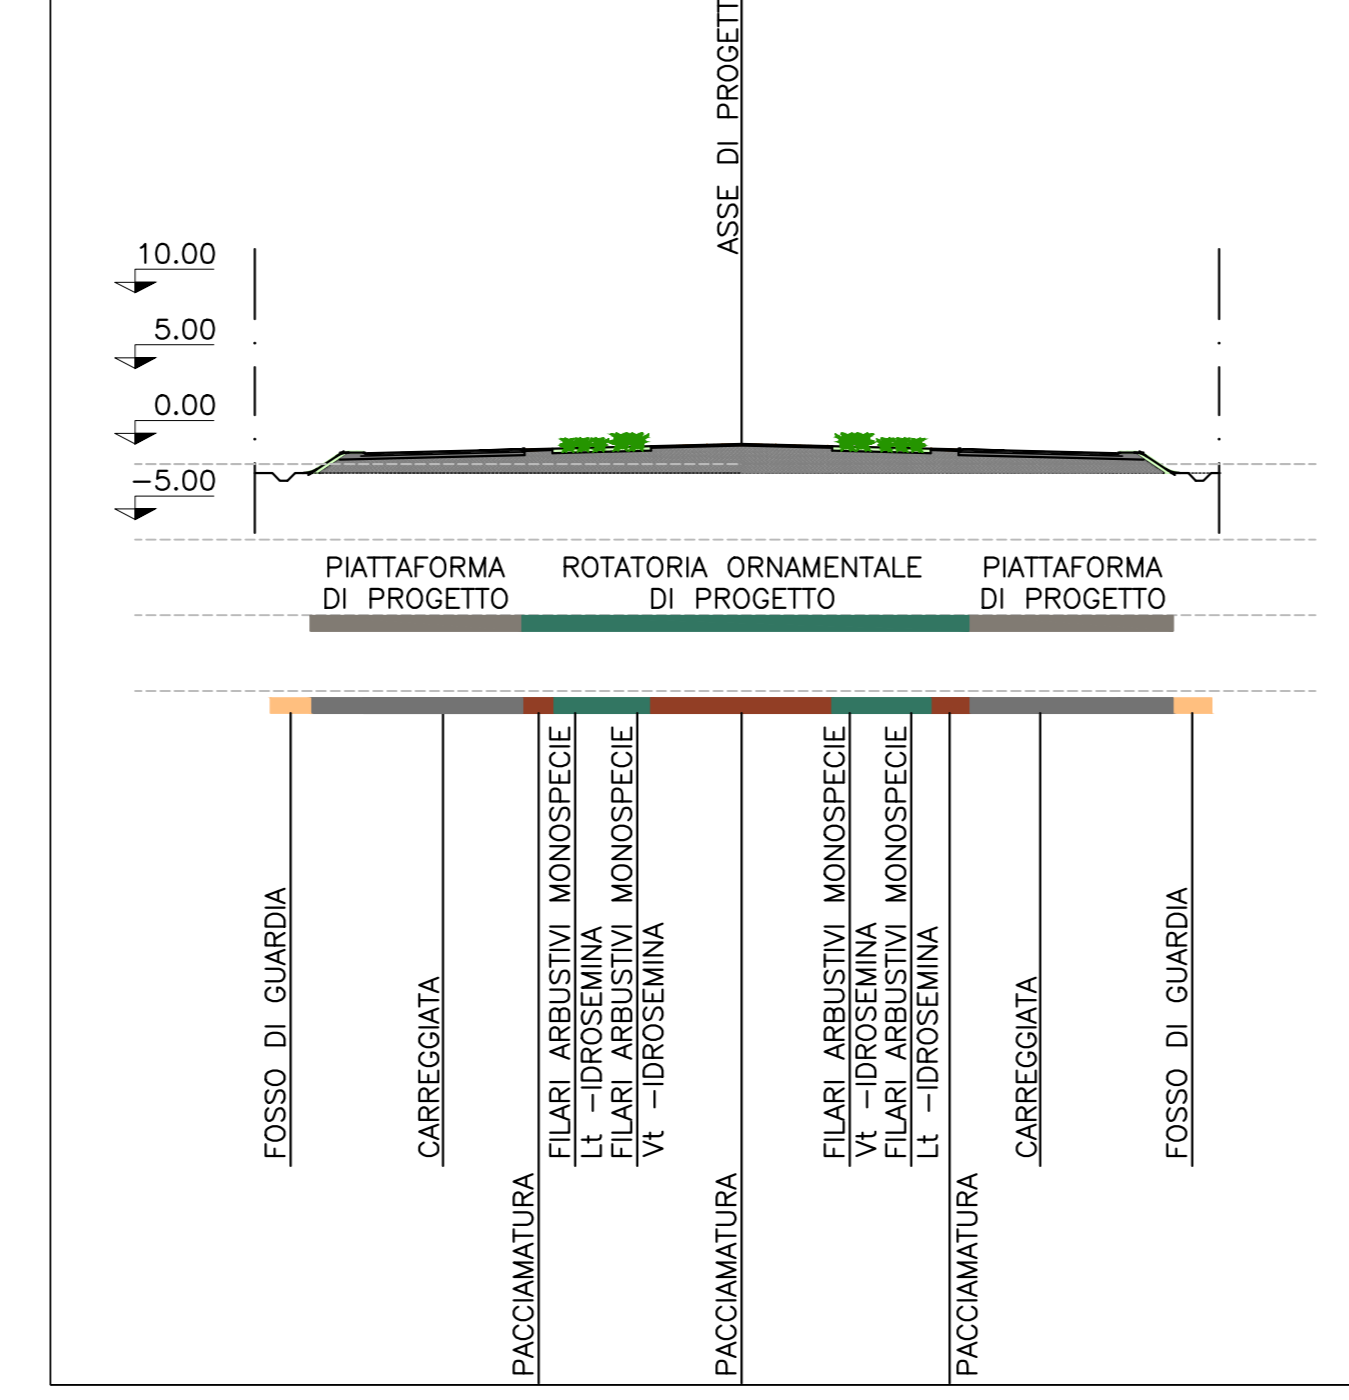 ASSE DI PROGETT
10.00
5.00
0.00
-5.00
PIATTAFORMA
DI PROGETTO
ROTATORIA ORNAMENTALE
DI PROGETTO
PIATTAFORMA
DI PROGETTO
FOSSO DI GUARDIA
CARREGGIATA
PACCIAMATURA
FILARI ARBUSTIVI MONOSPECIE
Lt -IDROSEMINA
FILARI ARBUSTIVI MONOSPECIE
Vt -IDROSEMINA
PACCIAMATURA
FILARI ARBUSTIVI MONOSPECIE
Vt -IDROSEMINA
FILARI ARBUSTIVI MONOSPECIE
Lt -IDROSEMINA
PACCIAMATURA
CARREGGIATA
FOSSO DI GUARDIA